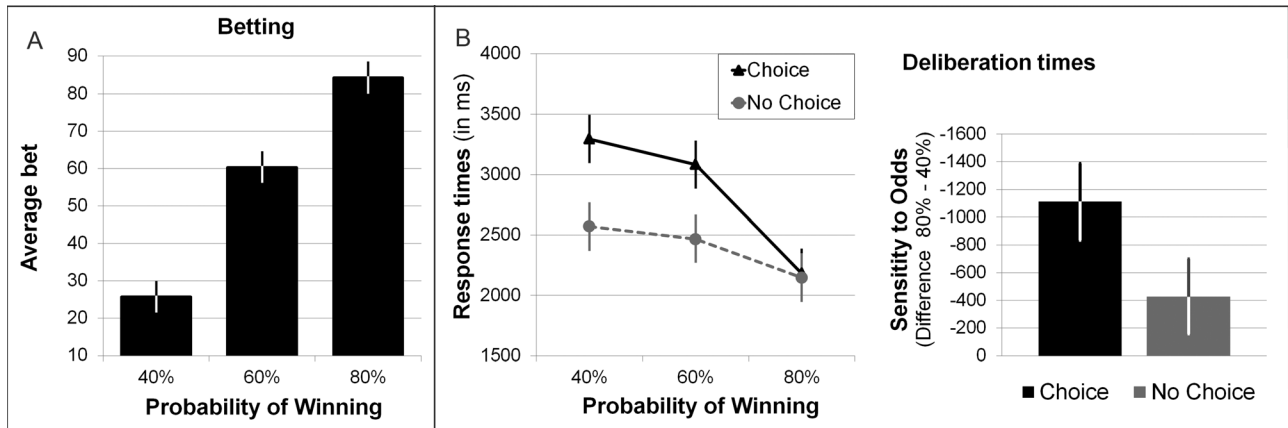 A
Betting
90
80
70
60
50
40
30
20
10
Average bet
40% 60% 80%
Probability of Winning
B
4000
3500
3000
2500
2000
1500
Response times (in ms)
Choice
No Choice
40% 60% 80%
Probability of Winning
Deliberation times
-1600
-1400
-1200
-1000
-800
-600
-400
-200
0
Sensitity to Odds
(Difference 80% - 40%)
Choice No Choice